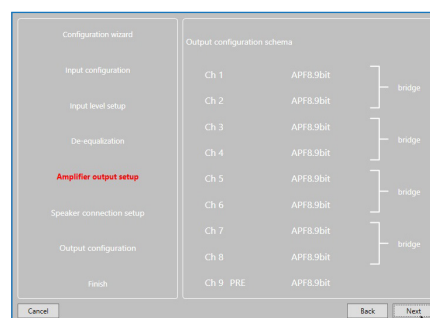 Configuration wizard
Input configuration
Input level setup
De-equalization
Amplifier output setup
Speaker connection setup
Output configuration
Finish
Output configuration schema
Ch 1 APF8.9bit
Ch 2 APF8.9bit
bridge
Ch 3 APF8.9bit
Ch 4 APF8.9bit
bridge
Ch 5 APF8.9bit
Ch 6 APF8.9bit
bridge
Ch 7 APF8.9bit
Ch 8 APF8.9bit
bridge
Ch 9 PRE APF8.9bit
Cancel Back Next